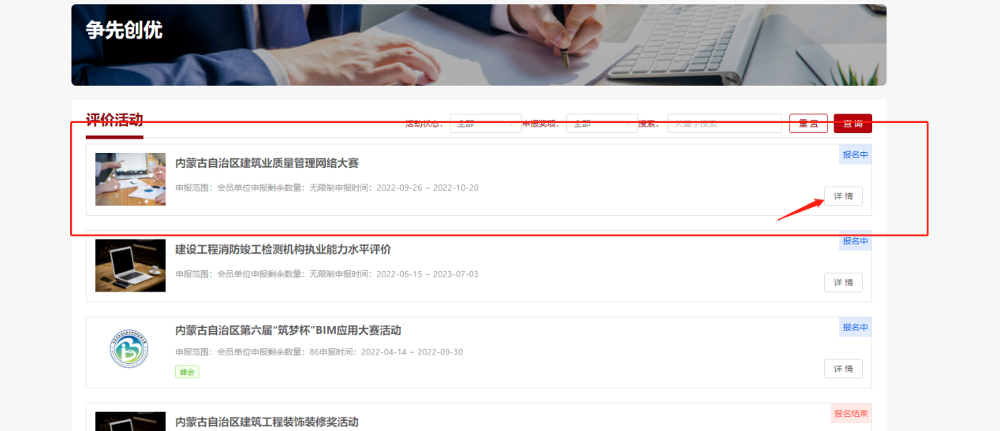 争先创优
评价活动 活动状态： 全部 申报奖项： 全部 搜索： 关键字搜索 重 置 查 询
报名中
内蒙古自治区建筑业质量管理网络大赛
申报范围：会员单位申报剩余数量：无限制申报时间：2022-09-26 ~ 2022-10-20
详 情
报名中
建设工程消防竣工检测机构执业能力水平评价
申报范围：会员单位申报剩余数量：无限制申报时间：2022-06-15 ~ 2023-07-03
详 情
报名中
内蒙古自治区第六届“筑梦杯”BIM应用大赛活动
申报范围：会员单位申报剩余数量：86申报时间：2022-04-14 ~ 2022-09-30
峰会
详 情
报名结束
内蒙古自治区建筑工程装饰装修奖活动